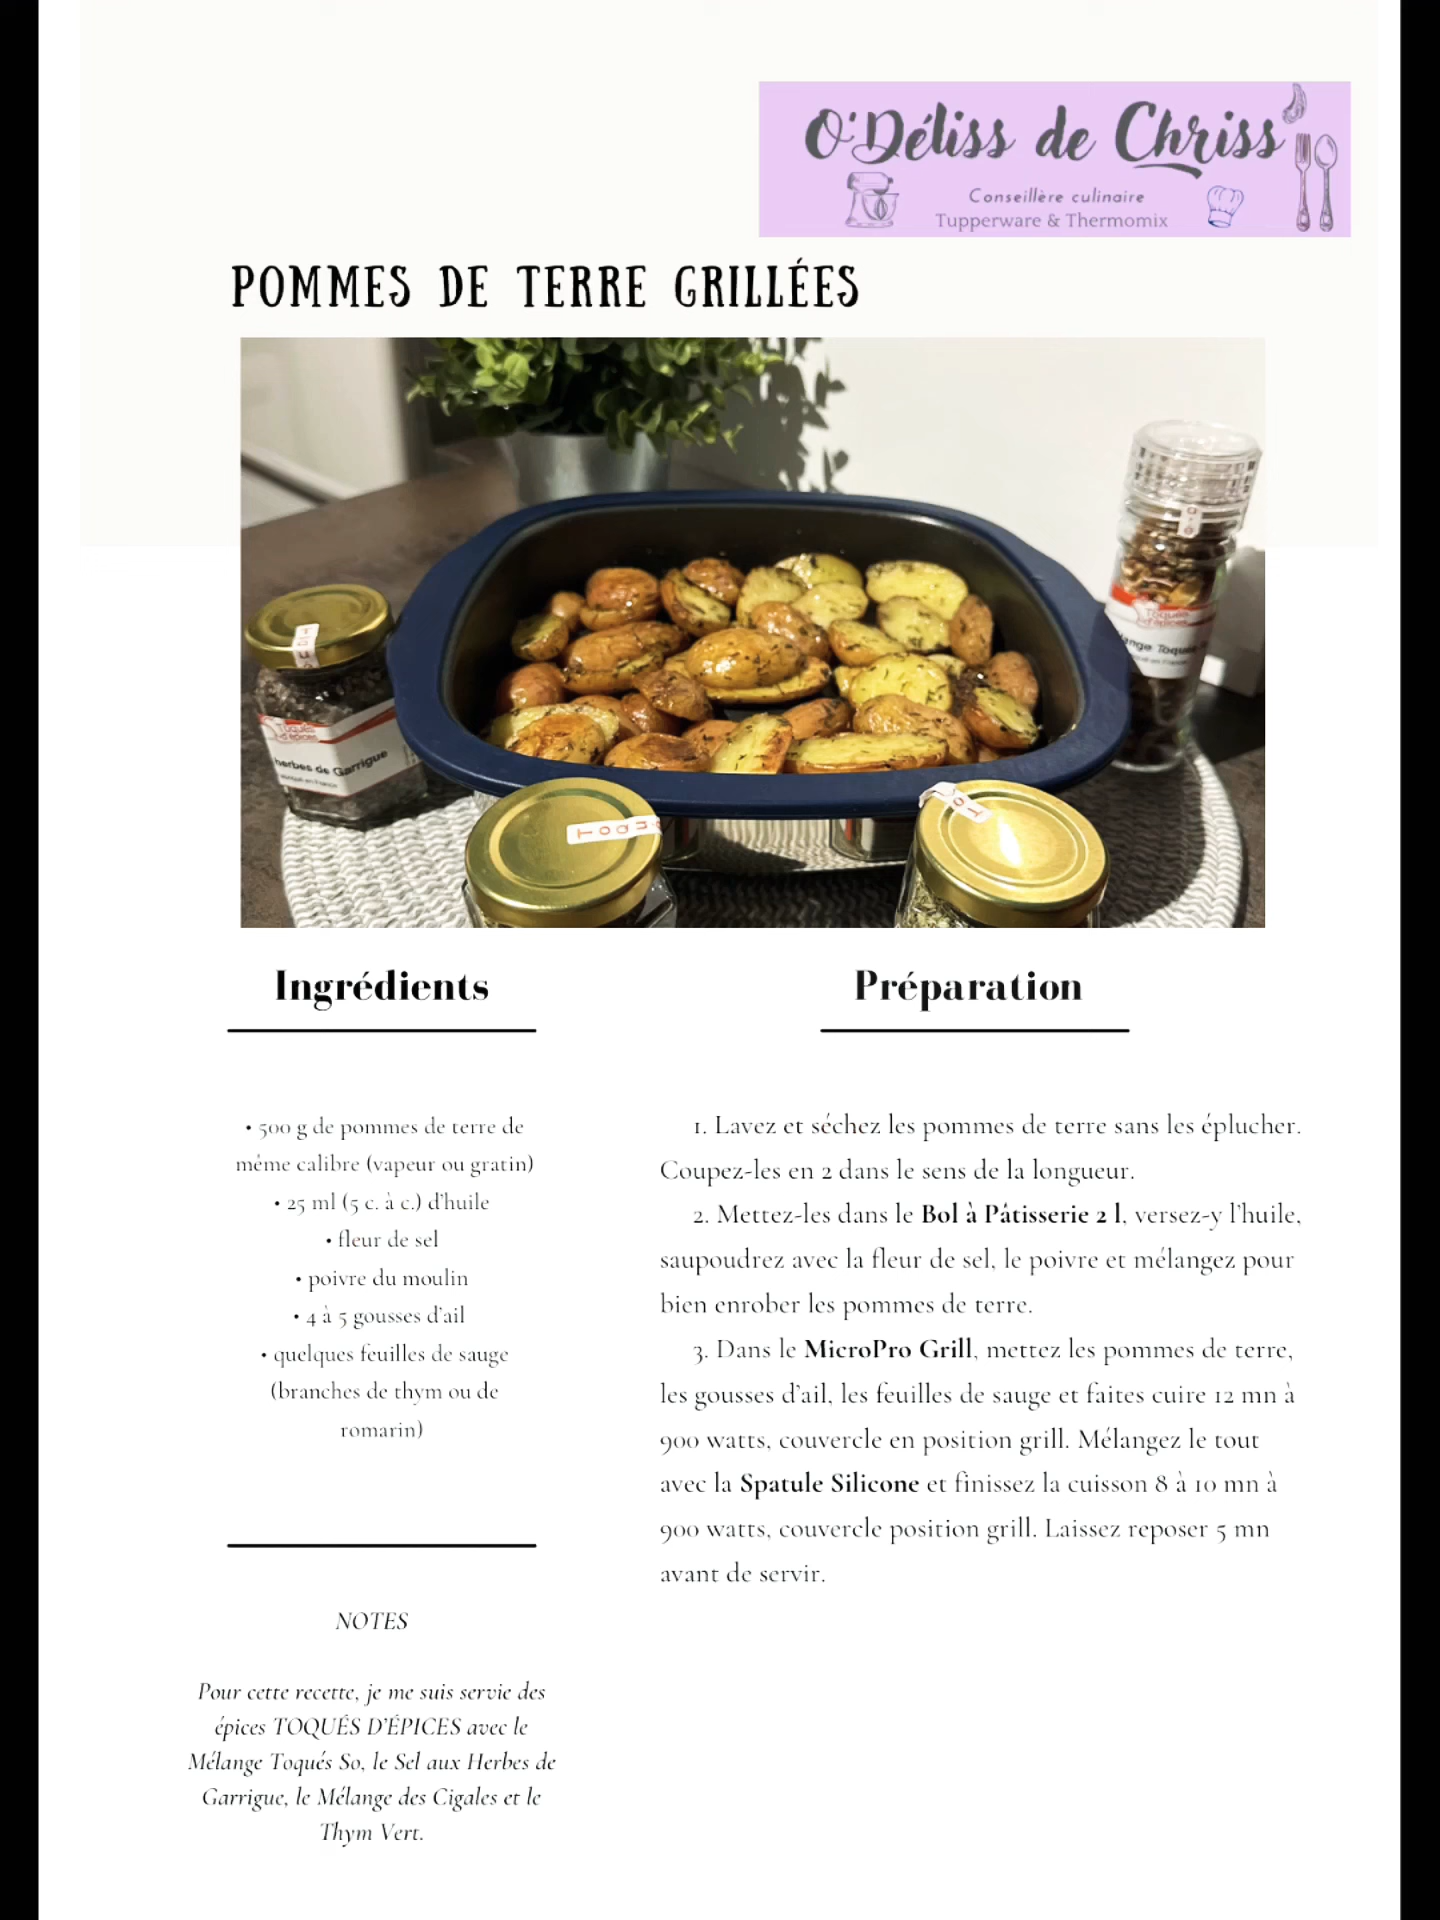 O'Déliss de Chriss
Conseillère culinaire
Tupperware & Thermomix
POMMES DE TERRE GRILLÉES
Toqués
d'épices
herbes de Garrigue
Toqués
d'épices
Toqués
Toqu
To
Ingrédients
• 500 g de pommes de terre de
même calibre (vapeur ou gratin)
• 25 ml (5 c. à c.) d'huile
• fleur de sel
• poivre du moulin
• 4 à 5 gousses d'ail
• quelques feuilles de sauge
(branches de thym ou de
romarin)
NOTES
Pour cette recette, je me suis servie des
épices TOQUÉS D'ÉPICES avec le
Mélange Toqués So, le Sel aux Herbes de
Garrigue, le Mélange des Cigales et le
Thym Vert.
Préparation
1. Lavez et séchez les pommes de terre sans les éplucher.
Coupez-les en 2 dans le sens de la longueur.
2. Mettez-les dans le Bol à Pâtisserie 2 l, versez-y l'huile,
saupoudrez avec la fleur de sel, le poivre et mélangez pour
bien enrober les pommes de terre.
3. Dans le MicroPro Grill, mettez les pommes de terre,
les gousses d'ail, les feuilles de sauge et faites cuire 12 mn à
900 watts, couvercle en position grill. Mélangez le tout
avec la Spatule Silicone et finissez la cuisson 8 à 10 mn à
900 watts, couvercle position grill. Laissez reposer 5 mn
avant de servir.